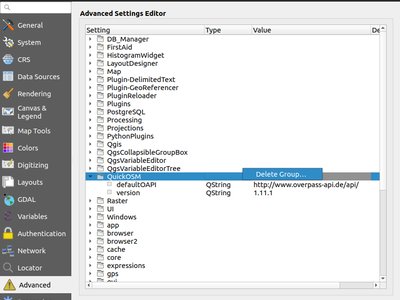 General
System
CRS
Data Sources
Rendering
Canvas &
Legend
Map Tools
Colors
Digitizing
Layouts
GDAL
Variables
Authentication
Network
Locator
Advanced
Advanced Settings Editor
Setting Type Value De
DB_Manager
FirstAid
HistogramWidget
LayoutDesigner
Map
Plugin-DelimitedText
Plugin-GeoReferencer
PluginReloader
Plugins
PostgreSQL
Processing
Projections
PythonPlugins
Qgis
QgsCollapsibleGroupBox
QgsVariableEditor
QgsVariableEditorTree
QuickOSM
Delete Group...
defaultOAPI QString http://www.overpass-api.de/api/
version QString 1.11.1
Raster
UI
Windows
app
browser
browser2
cache
core
expressions
gps